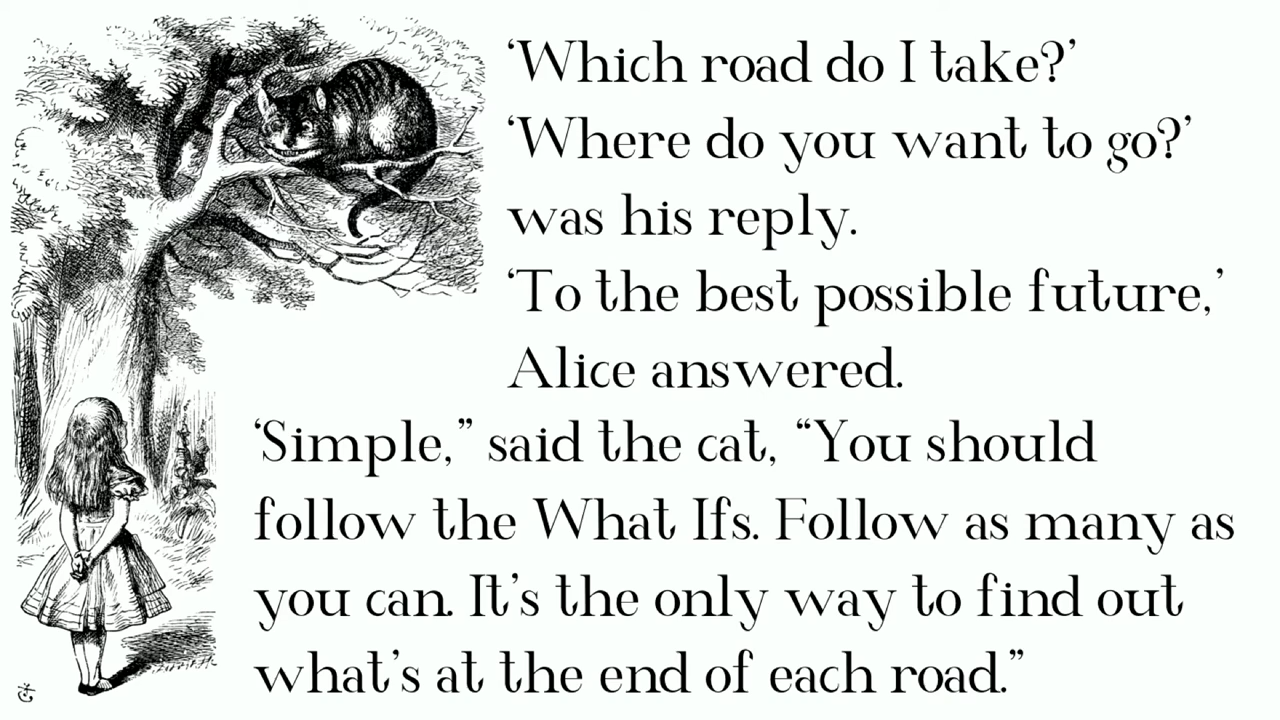 ‘Which road do I take?’
‘Where do you want to go?’
was his reply.
‘To the best possible future,’
Alice answered.
‘Simple,” said the cat, “You should
follow the What Ifs. Follow as many as
you can. It’s the only way to find out
what’s at the end of each road.”